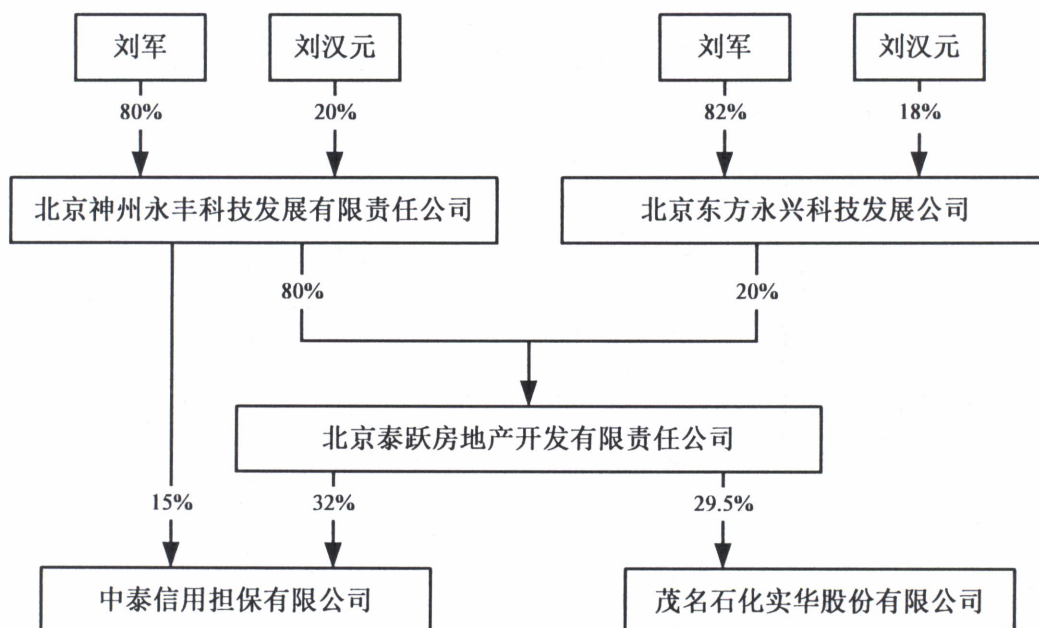 刘军
刘汉元
刘军
刘汉元
80%
20%
82%
18%
北京神州永丰科技发展有限责任公司
北京东方永兴科技发展公司
80%
20%
北京泰跃房地产开发有限责任公司
15%
32%
29.5%
中泰信用担保有限公司
茂名石化实华股份有限公司